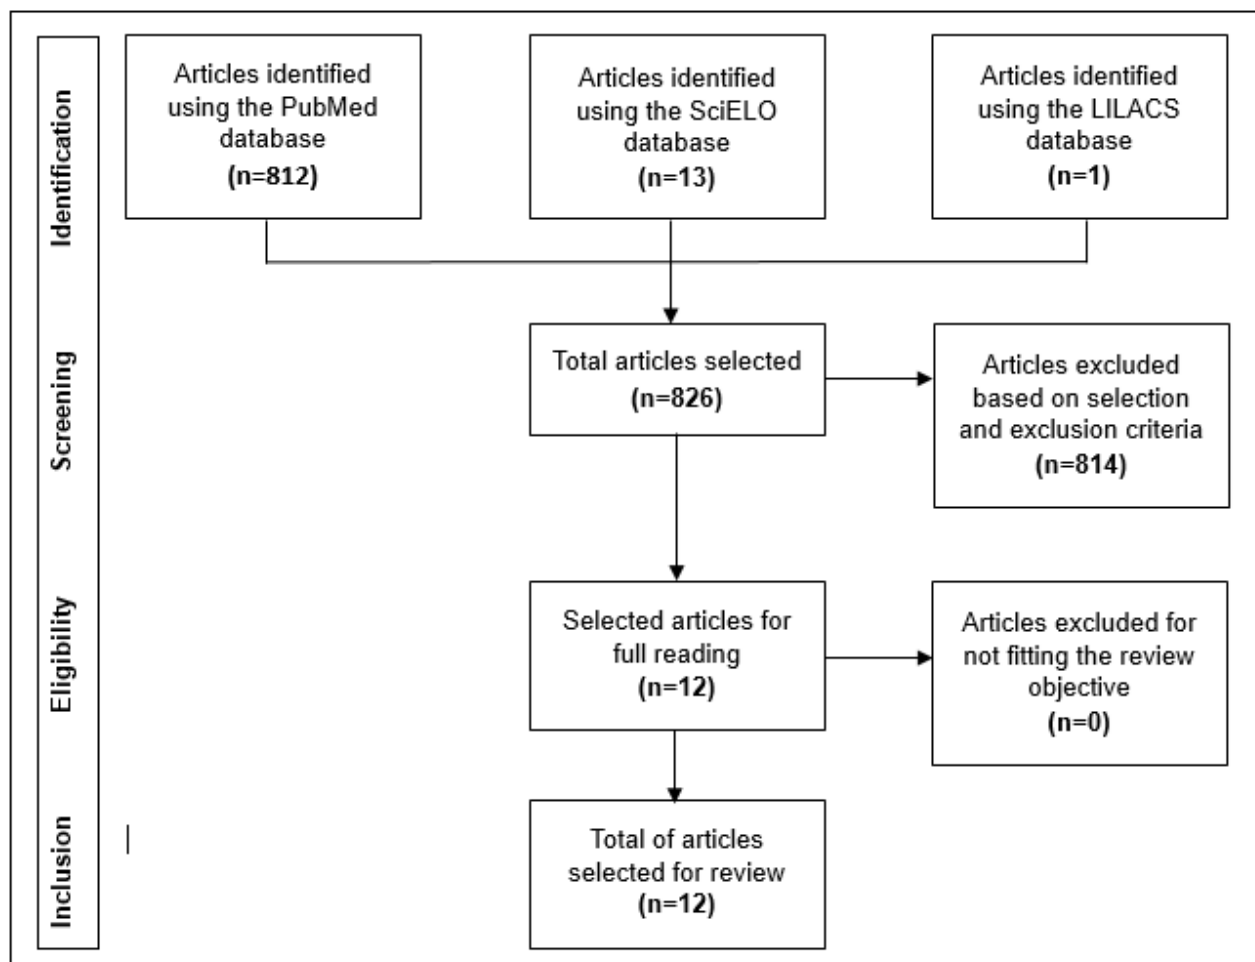 Identification
Articles identified
using the PubMed
database
(n=812)
Articles identified
using the SciELO
database
(n=13)
Articles identified
using the LILACS
database
(n=1)
Screening
Total articles selected
(n=826)
Articles excluded
based on selection
and exclusion criteria
(n=814)
Eligibility
Selected articles for
full reading
(n=12)
Articles excluded for
not fitting the review
objective
(n=0)
Inclusion
Total of articles
selected for review
(n=12)